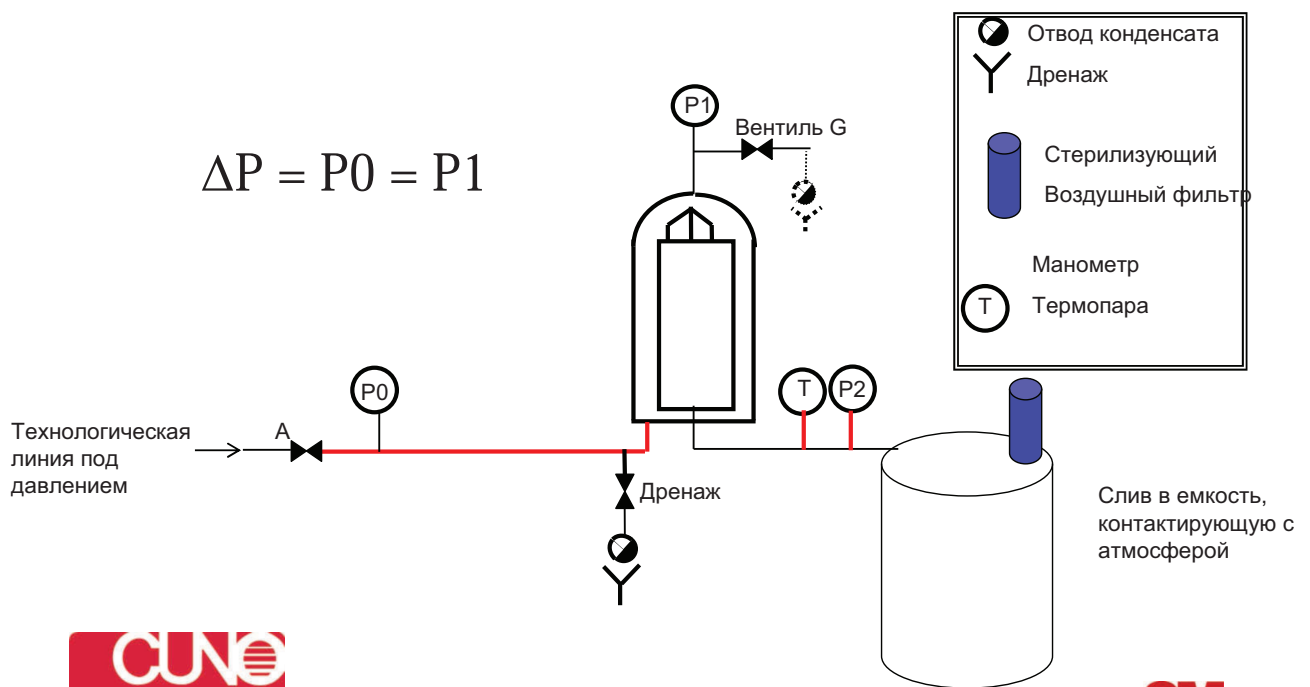 Отвод конденсата
Дренаж
Стерилизующий
Воздушный фильтр
Манометр
T
Термопара
P1
Вентиль G
ΔP = P0 = P1
P0
T
P2
A
Технологическая
линия под
давлением
Дренаж
Слив в емкость,
контактирующую с
атмосферой
CUNO